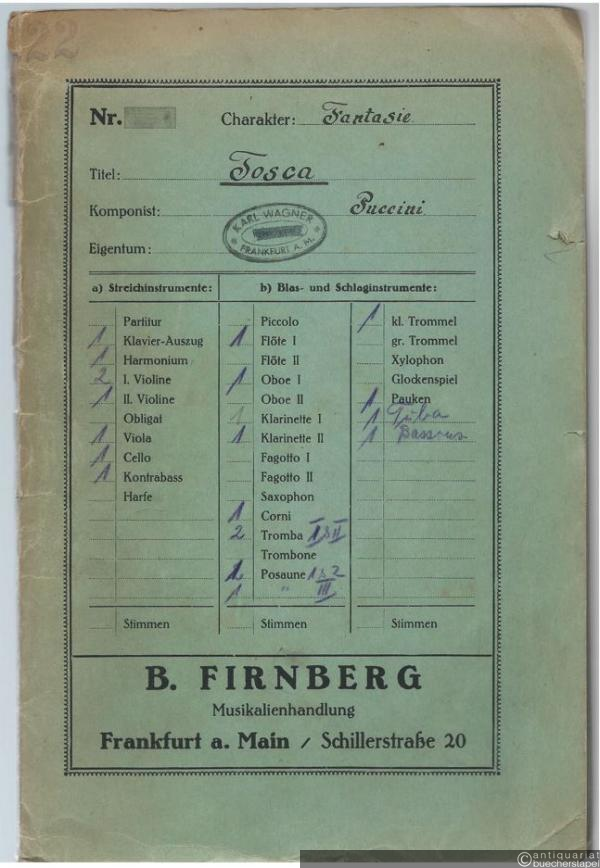 22
Nr.
Charakter: Fantasie
Titel: Tosca
Komponist: Puccini
KARL WAGNER
FRANKFURT A. M.
Eigentum:
a) Streichinstrumente:
Partitur
1 Klavier-Auszug
1 Harmonium
2 I. Violine
1 II. Violine
Obligat
1 Viola
1 Cello
1 Kontrabass
Harfe
Stimmen
b) Blas- und Schlaginstrumente:
Piccolo
1 Flöte I
Flöte II
1 Oboe I
Oboe II
1 Klarinette I
1 Klarinette II
Fagotto I
Fagotto II
Saxophon
1 Corni
2 Tromba I & II
Trombone
1 Posaune 1 & 2
1 " III
Stimmen
1 kl. Trommel
gr. Trommel
Xylophon
Glockenspiel
1 Pauken
1 Tuba
1
Stimmen
B. FIRNBERG
Musikalienhandlung
Frankfurt a. Main / Schillerstraße 20
antiquariat
buecherstapel